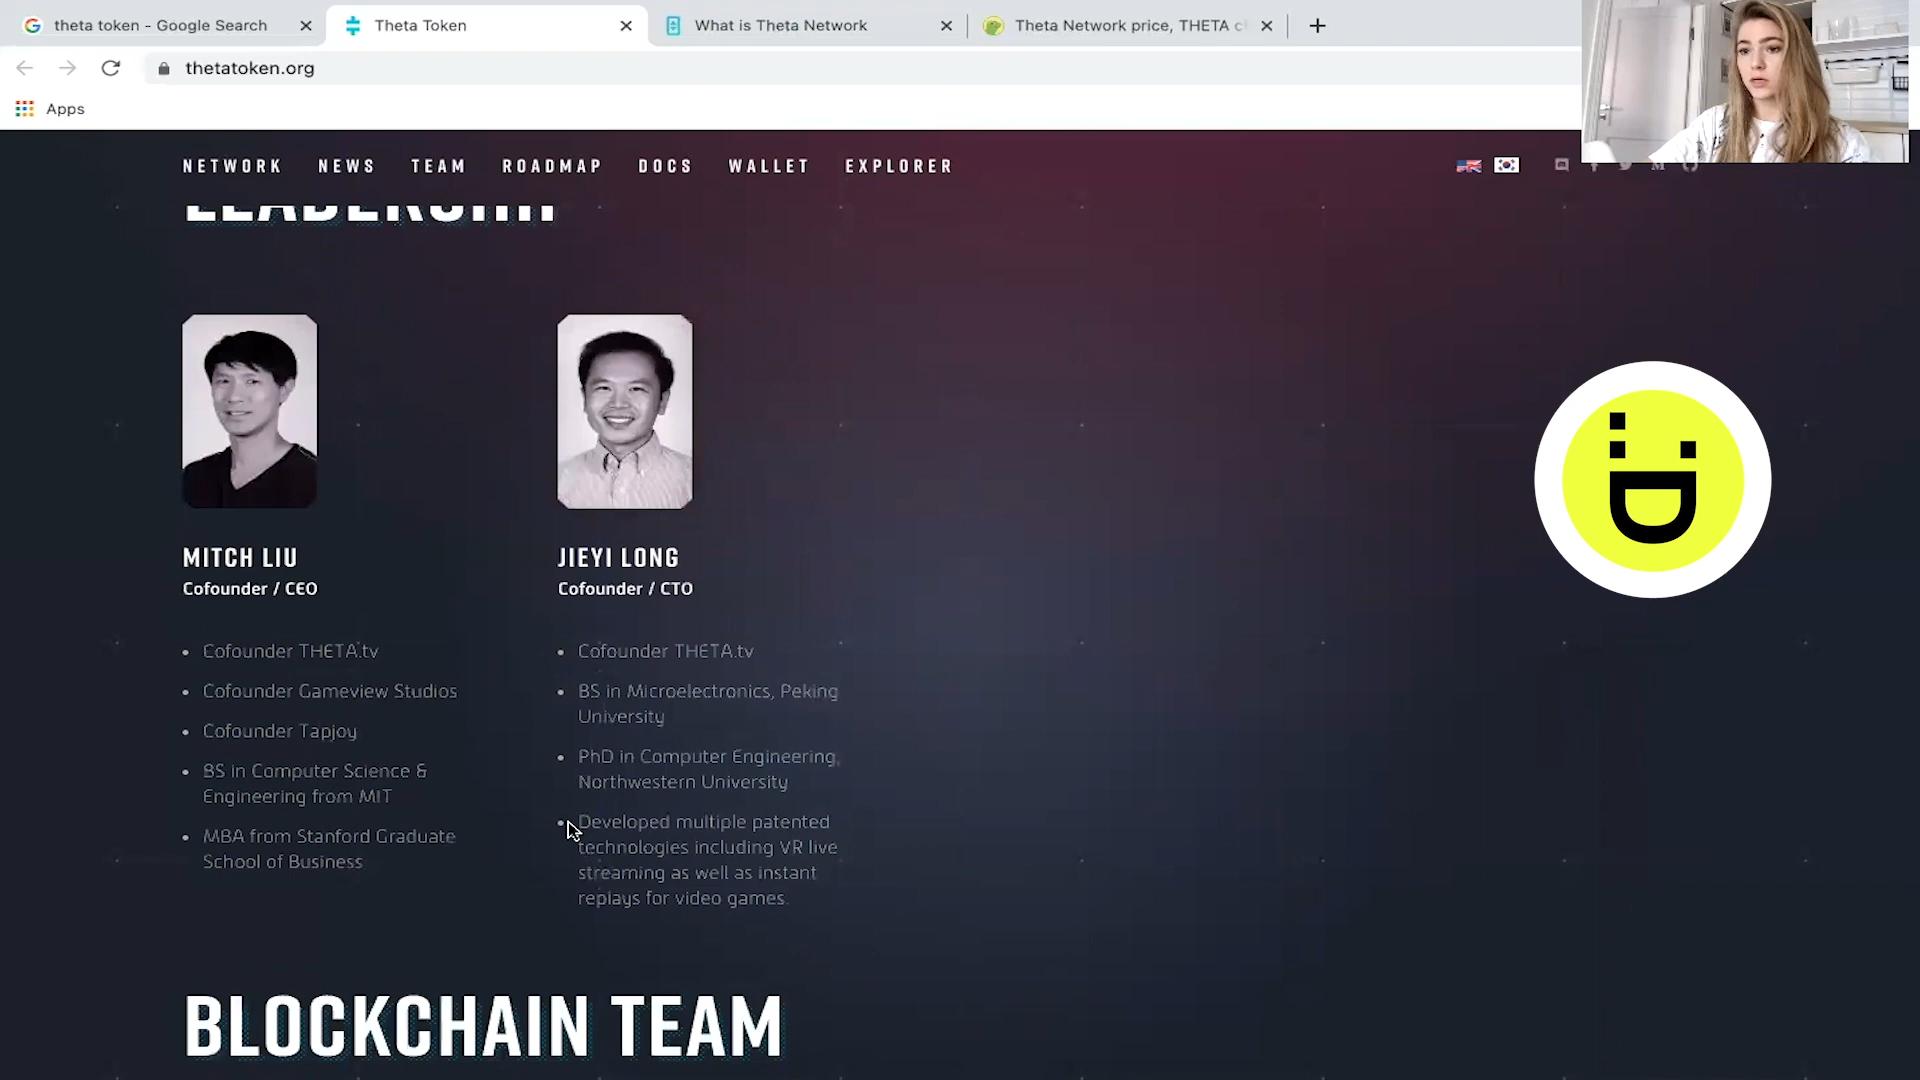 theta token - Google Search
Theta Token
What is Theta Network
Theta Network price, THETA c
thetatoken.org
Apps
NETWORK NEWS TEAM ROADMAP DOCS WALLET EXPLORER
LEADERSHIP
MITCH LIU
Cofounder / CEO
• Cofounder THETA.tv
• Cofounder Gameview Studios
• Cofounder Tapjoy
• BS in Computer Science &
Engineering from MIT
• MBA from Stanford Graduate
School of Business
JIEYI LONG
Cofounder / CTO
• Cofounder THETA.tv
• BS in Microelectronics, Peking
University
• PhD in Computer Engineering,
Northwestern University
• Developed multiple patented
technologies including VR live
streaming as well as instant
replays for video games.
BLOCKCHAIN TEAM